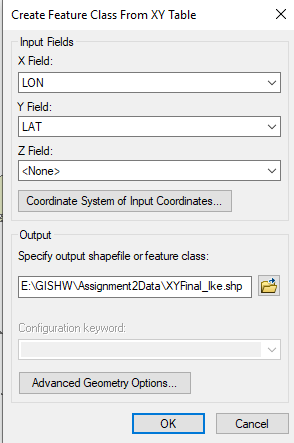 Create Feature Class From XY Table
Input Fields
X Field:
LON
Y Field:
LAT
Z Field:
<None>
Coordinate System of Input Coordinates...
Output
Specify output shapefile or feature class:
E:\GISHW\Assignment2Data\XYFinal_Ike.shp
Configuration keyword:
Advanced Geometry Options...
OK
Cancel